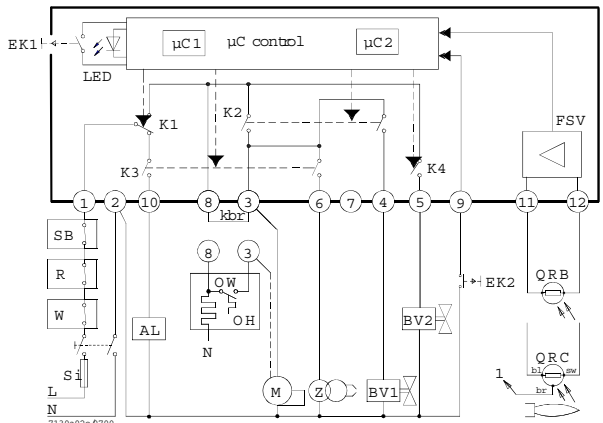 µC1
µC control
µC2
EK1
LED
FSV
K1
K2
K3
K4
1
2
10
8
3
6
7
4
5
9
11
12
kbr
SB
R
W
8
3
OW
OH
N
EK2
QRB
AL
BV2
Si
QRC
bl
sw
br
1
M
Z
BV1
L
N